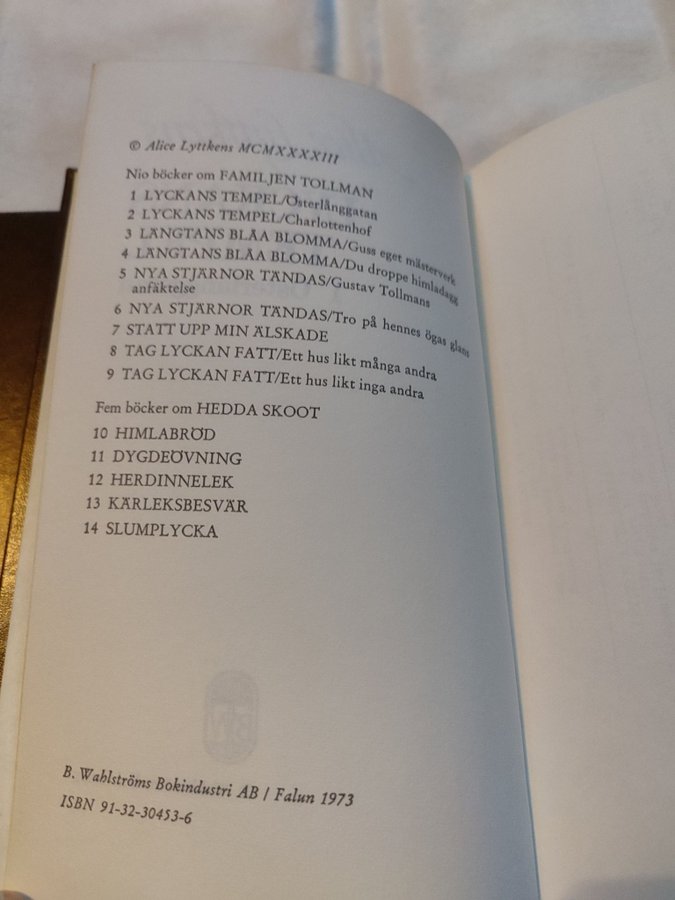 © Alice Lyttkens MCMXXXXIII
Nio böcker om FAMILJEN TOLLMAN
1 LYCKANS TEMPEL/Österlånggatan
2 LYCKANS TEMPEL/Charlottenhof
3 LÄNGTANS BLÅA BLOMMA/Guss eget mästerverk
4 LÄNGTANS BLÅA BLOMMA/Du droppe himladagg
5 NYA STJÄRNOR TÄNDAS/Gustav Tollmans
anfäktelse
6 NYA STJÄRNOR TÄNDAS/Tro på hennes ögas glans
7 STATT UPP MIN ÄLSKADE
8 TAG LYCKAN FATT/Ett hus likt många andra
9 TAG LYCKAN FATT/Ett hus likt inga andra
Fem böcker om HEDDA SKOOT
10 HIMLABRÖD
11 DYGDEÖVNING
12 HERDINNELEK
13 KÄRLEKSBESVÄR
14 SLUMPLYCKA
B. Wahlströms Bokindustri AB / Falun 1973
ISBN 91-32-30453-6